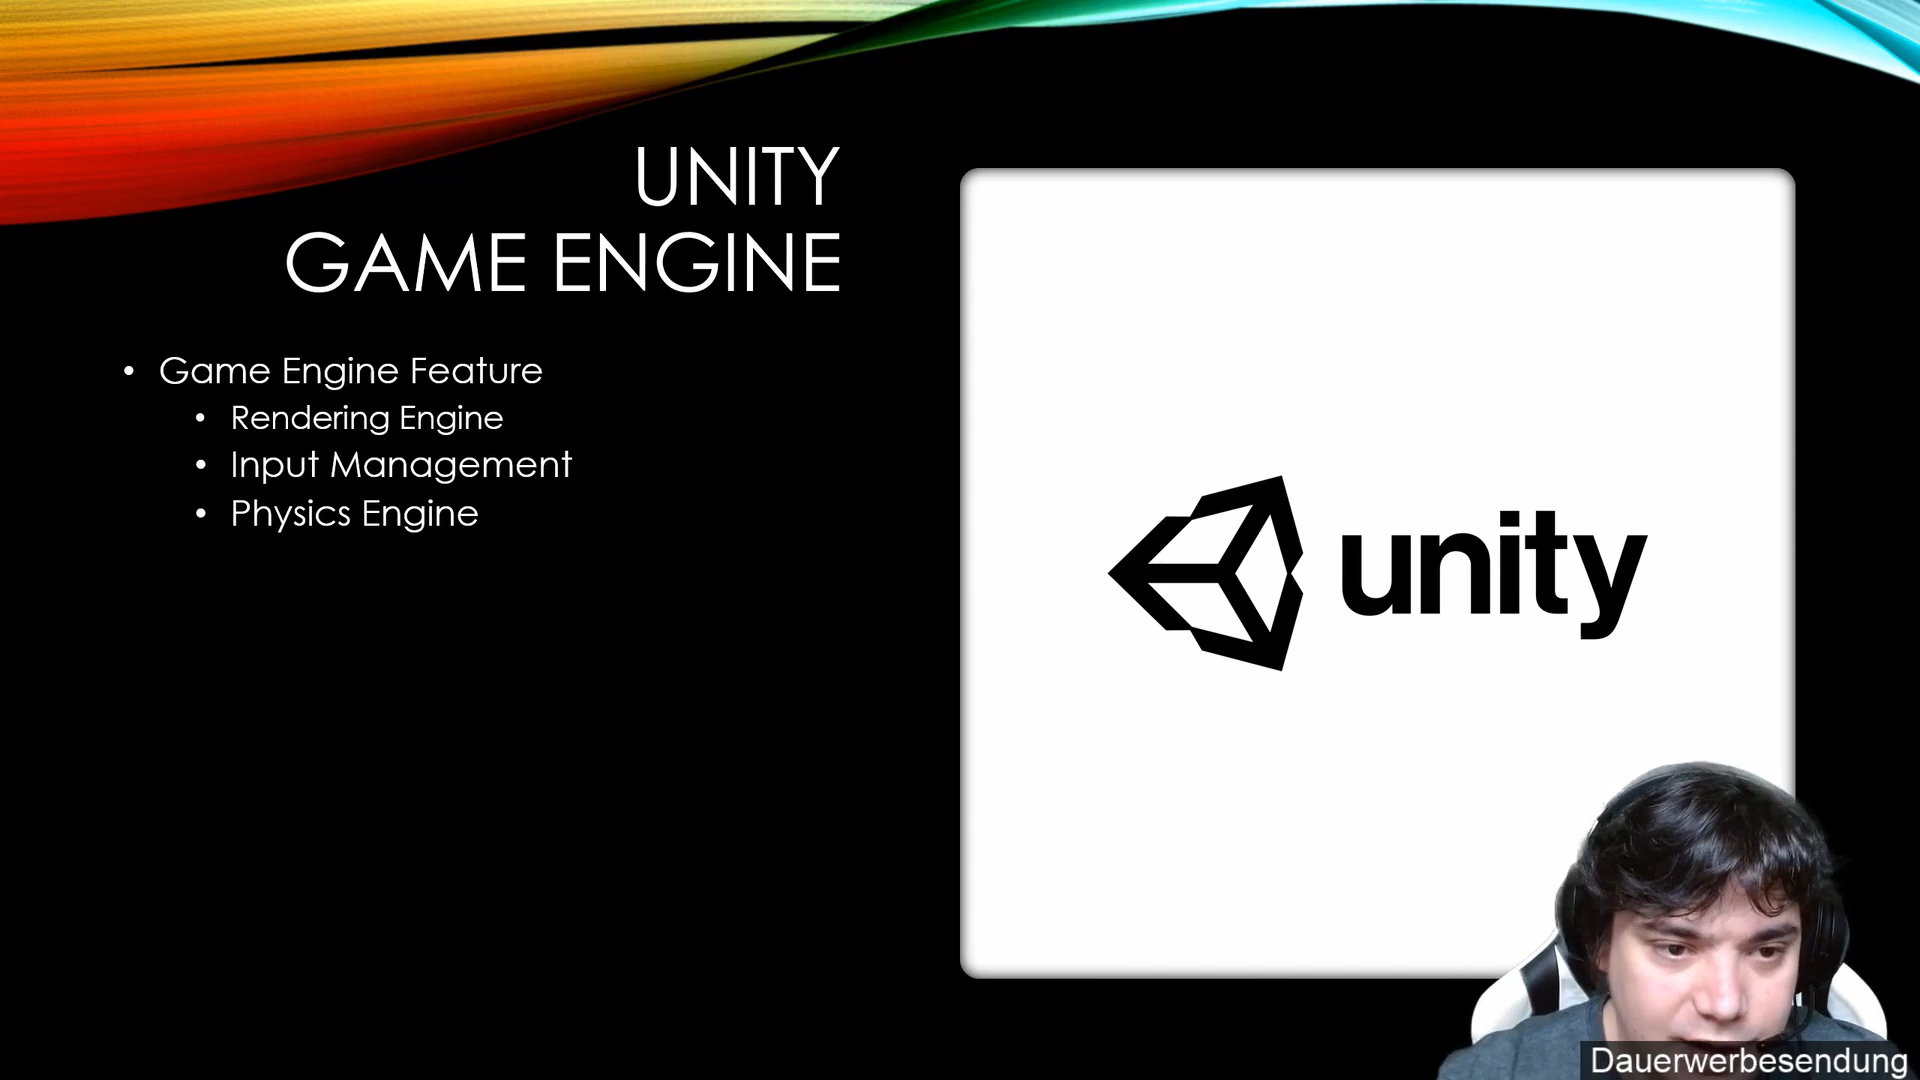 UNITY
GAME ENGINE
• Game Engine Feature
• Rendering Engine
• Input Management
• Physics Engine
unity
Dauerwerbesendung